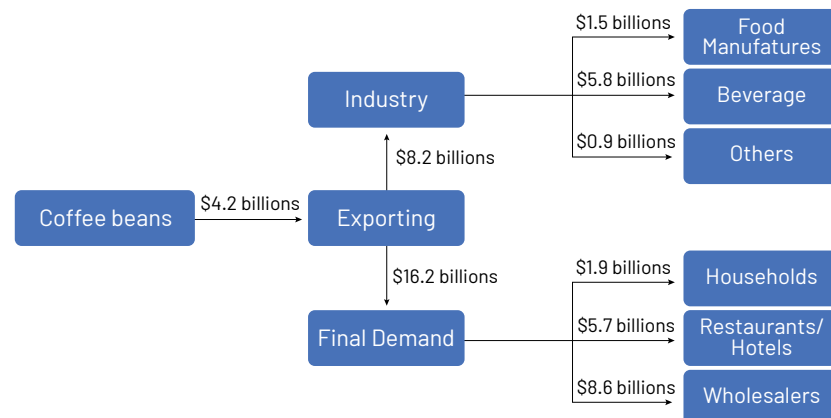 $1.5 billions
Food
Manufatures
Industry
$5.8 billions
Beverage
$0.9 billions
Others
$8.2 billions
Coffee beans
$4.2 billions
Exporting
$16.2 billions
$1.9 billions
Households
Final Demand
$5.7 billions
Restaurants/
Hotels
$8.6 billions
Wholesalers